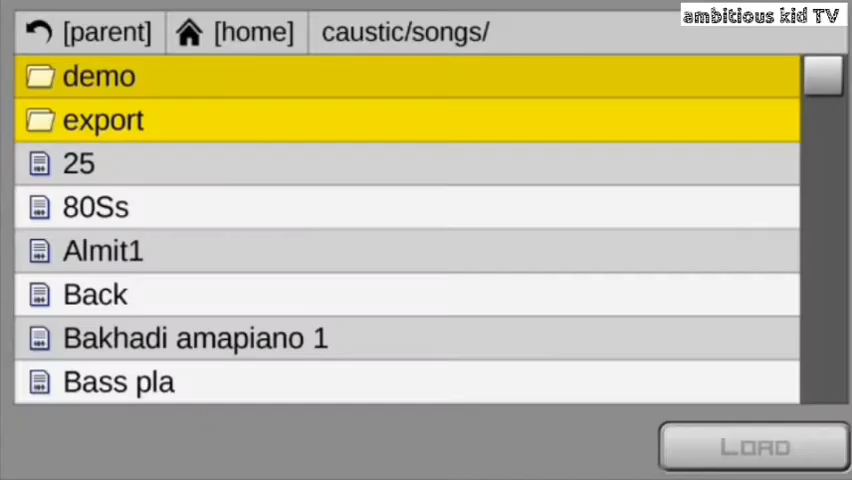 ambitious kid TV
[parent] [home] caustic/songs/
demo
export
25
80Ss
Almit1
Back
Bakhadi amapiano 1
Bass pla
LOAD